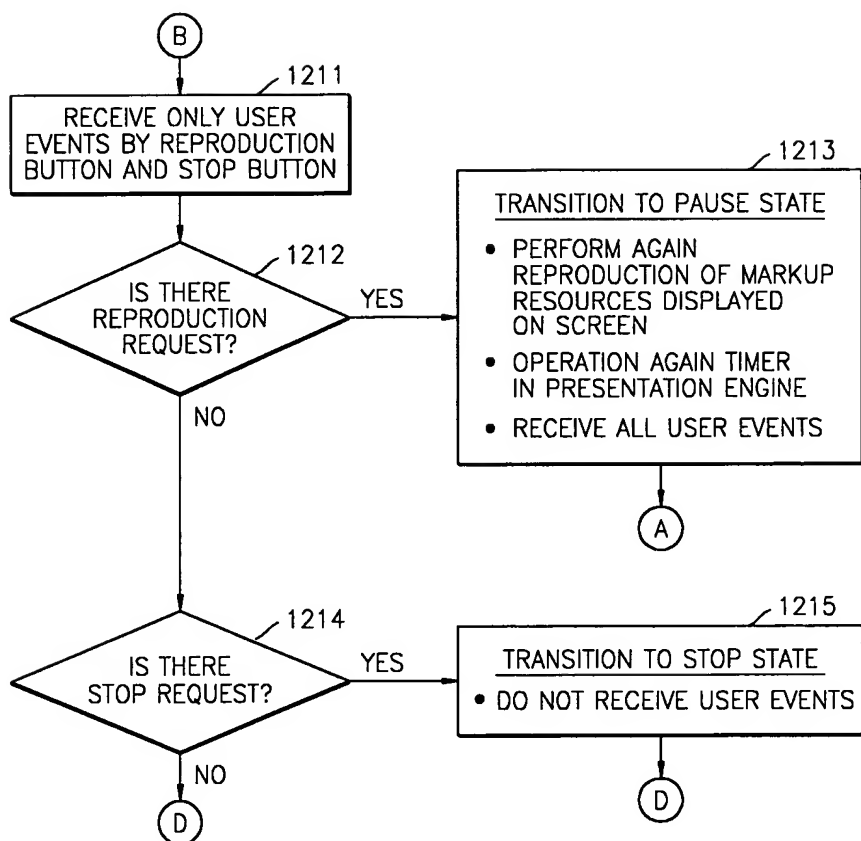 B
1211
RECEIVE ONLY USER
EVENTS BY REPRODUCTION
BUTTON AND STOP BUTTON
1212
IS THERE
REPRODUCTION
REQUEST?
YES
NO
1213
TRANSITION TO PAUSE STATE
• PERFORM AGAIN
REPRODUCTION OF MARKUP
RESOURCES DISPLAYED
ON SCREEN
• OPERATION AGAIN TIMER
IN PRESENTATION ENGINE
• RECEIVE ALL USER EVENTS
A
1214
IS THERE
STOP REQUEST?
YES
NO
D
1215
TRANSITION TO STOP STATE
• DO NOT RECEIVE USER EVENTS
D